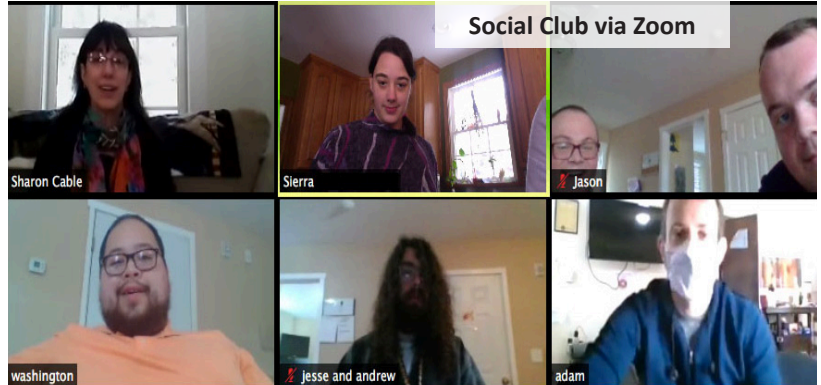 Social Club via Zoom
Sharon Cable
Sierra
Jason
washington
jesse and andrew
adam